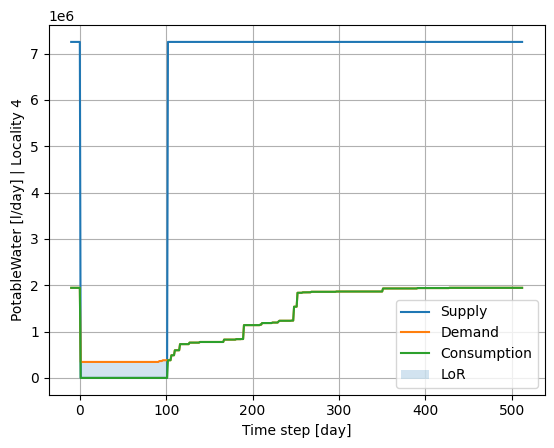 1e6
7
6
5
4
3
2
1
0
PotableWater [l/day] | Locality 4
0
100
200
300
400
500
Time step [day]
Supply
Demand
Consumption
LoR